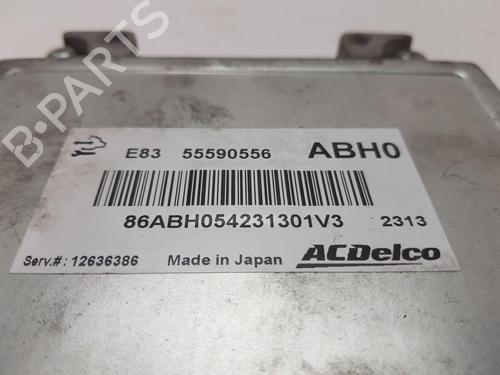 B-PARTS
E83 55590556 ABH0
86ABH054231301V3 2313
Serv.#: 12636386 Made in Japan ACDelco